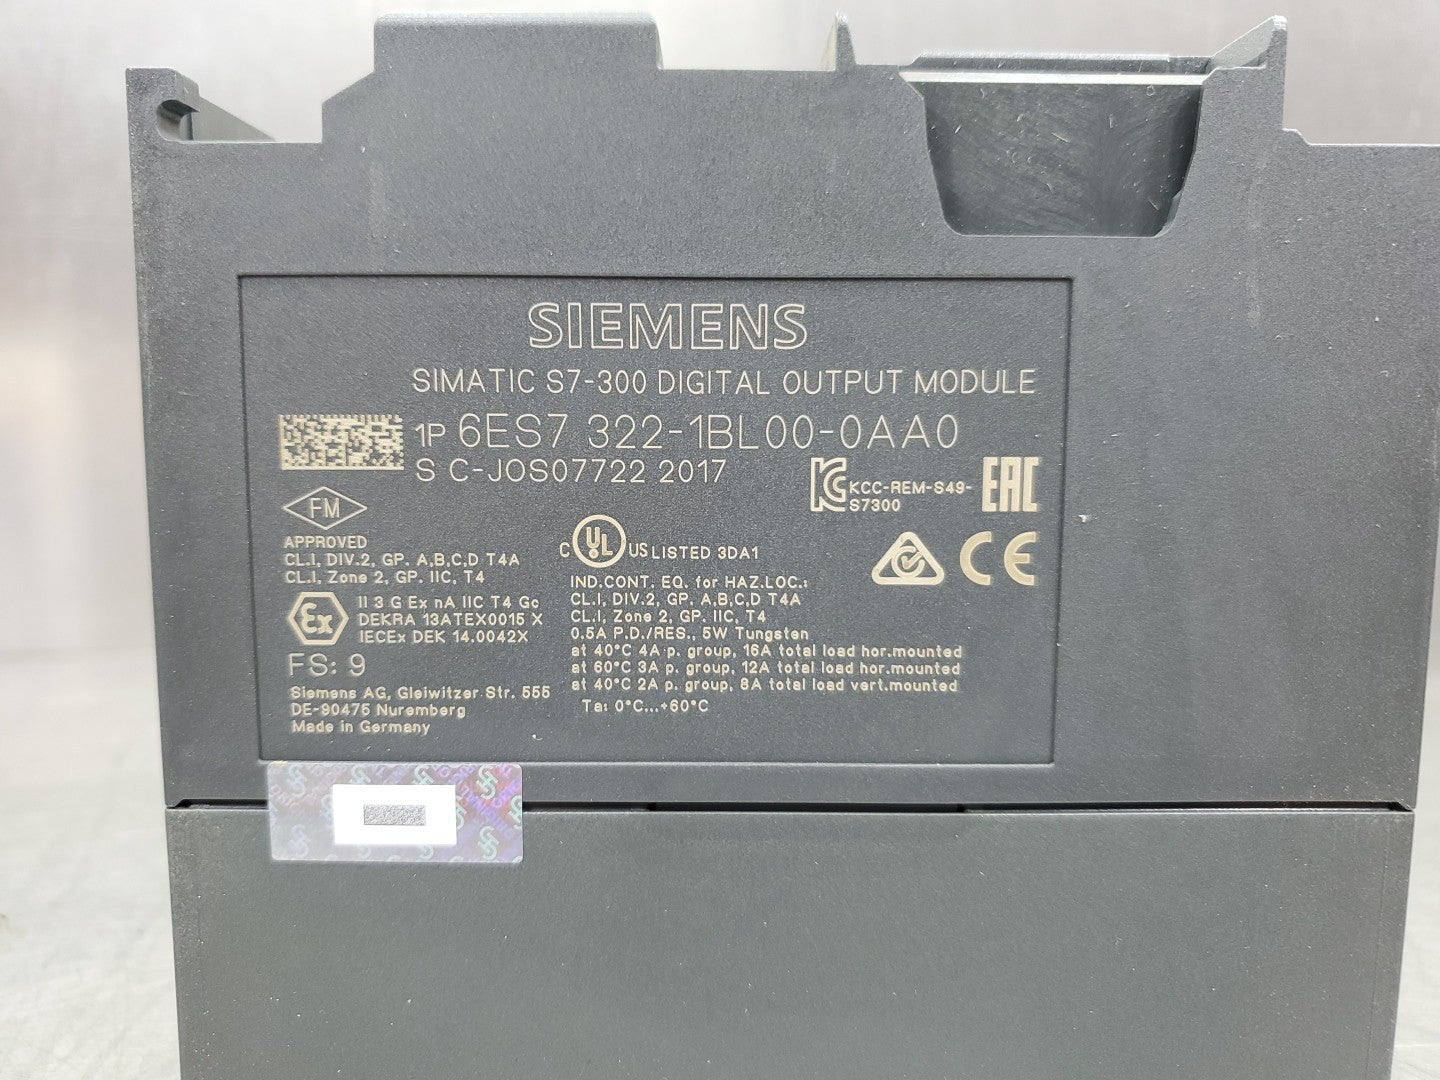 SIEMENS
SIMATIC S7-300 DIGITAL OUTPUT MODULE
1P 6ES7 322-1BL00-0AA0
S C-JOS07722 2017
KCC-REM-S49-
S7300
EAC
FM
APPROVED
CL.I, DIV.2, GP. A,B,C,D T4A
CL.I, Zone 2, GP. IIC, T4
Ex
II 3 G Ex nA IIC T4 Gc
DEKRA 13ATEX0015 X
IECEx DEK 14.0042X
FS: 9
Siemens AG, Gleiwitzer Str. 555
DE-90475 Nuremberg
Made in Germany
C UL US LISTED 3DA1
IND.CONT. EQ. for HAZ.LOC.:
CL.I, DIV.2, GP. A,B,C,D T4A
CL.I, Zone 2, GP. IIC, T4
0.5A P.D./RES., 5W Tungsten
at 40°C 4A p. group, 16A total load hor.mounted
at 60°C 3A p. group, 12A total load hor.mounted
at 40°C 2A p. group, 8A total load vert.mounted
Ta: 0°C...+60°C
CE